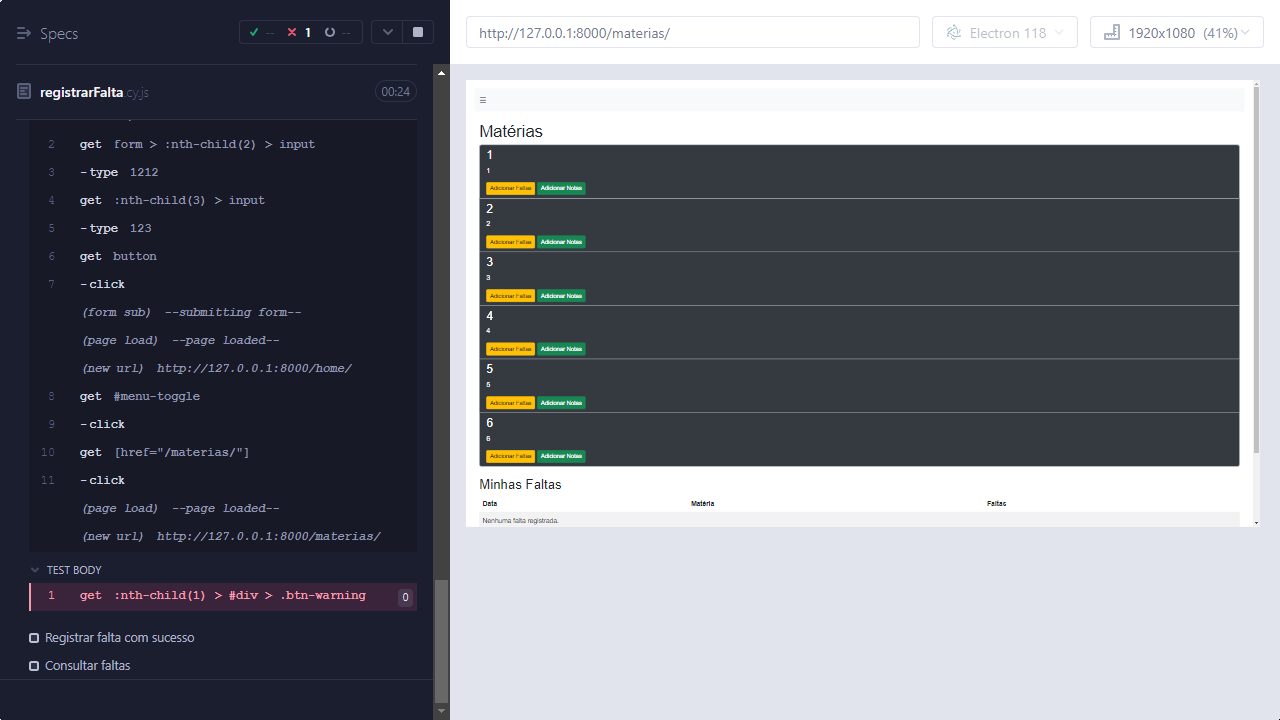 Specs
-- 1 --
registrarFalta.cy.js 00:24
2 get form > :nth-child(2) > input
3 -type 1212
4 get :nth-child(3) > input
5 -type 123
6 get button
7 -click
(form sub) --submitting form--
(page load) --page loaded--
(new url) http://127.0.0.1:8000/home/
8 get #menu-toggle
9 -click
10 get [href="/materias/"]
11 -click
(page load) --page loaded--
(new url) http://127.0.0.1:8000/materias/
TEST BODY
1 get :nth-child(1) > #div > .btn-warning 0
Registrar falta com sucesso
Consultar faltas
http://127.0.0.1:8000/materias/
Electron 118
1920x1080 (41%)
Matérias
1
1
Adicionar Faltas Adicionar Notas
2
2
Adicionar Faltas Adicionar Notas
3
3
Adicionar Faltas Adicionar Notas
4
4
Adicionar Faltas Adicionar Notas
5
5
Adicionar Faltas Adicionar Notas
6
6
Adicionar Faltas Adicionar Notas
Minhas Faltas
Data Matéria Faltas
Nenhuma falta registrada.